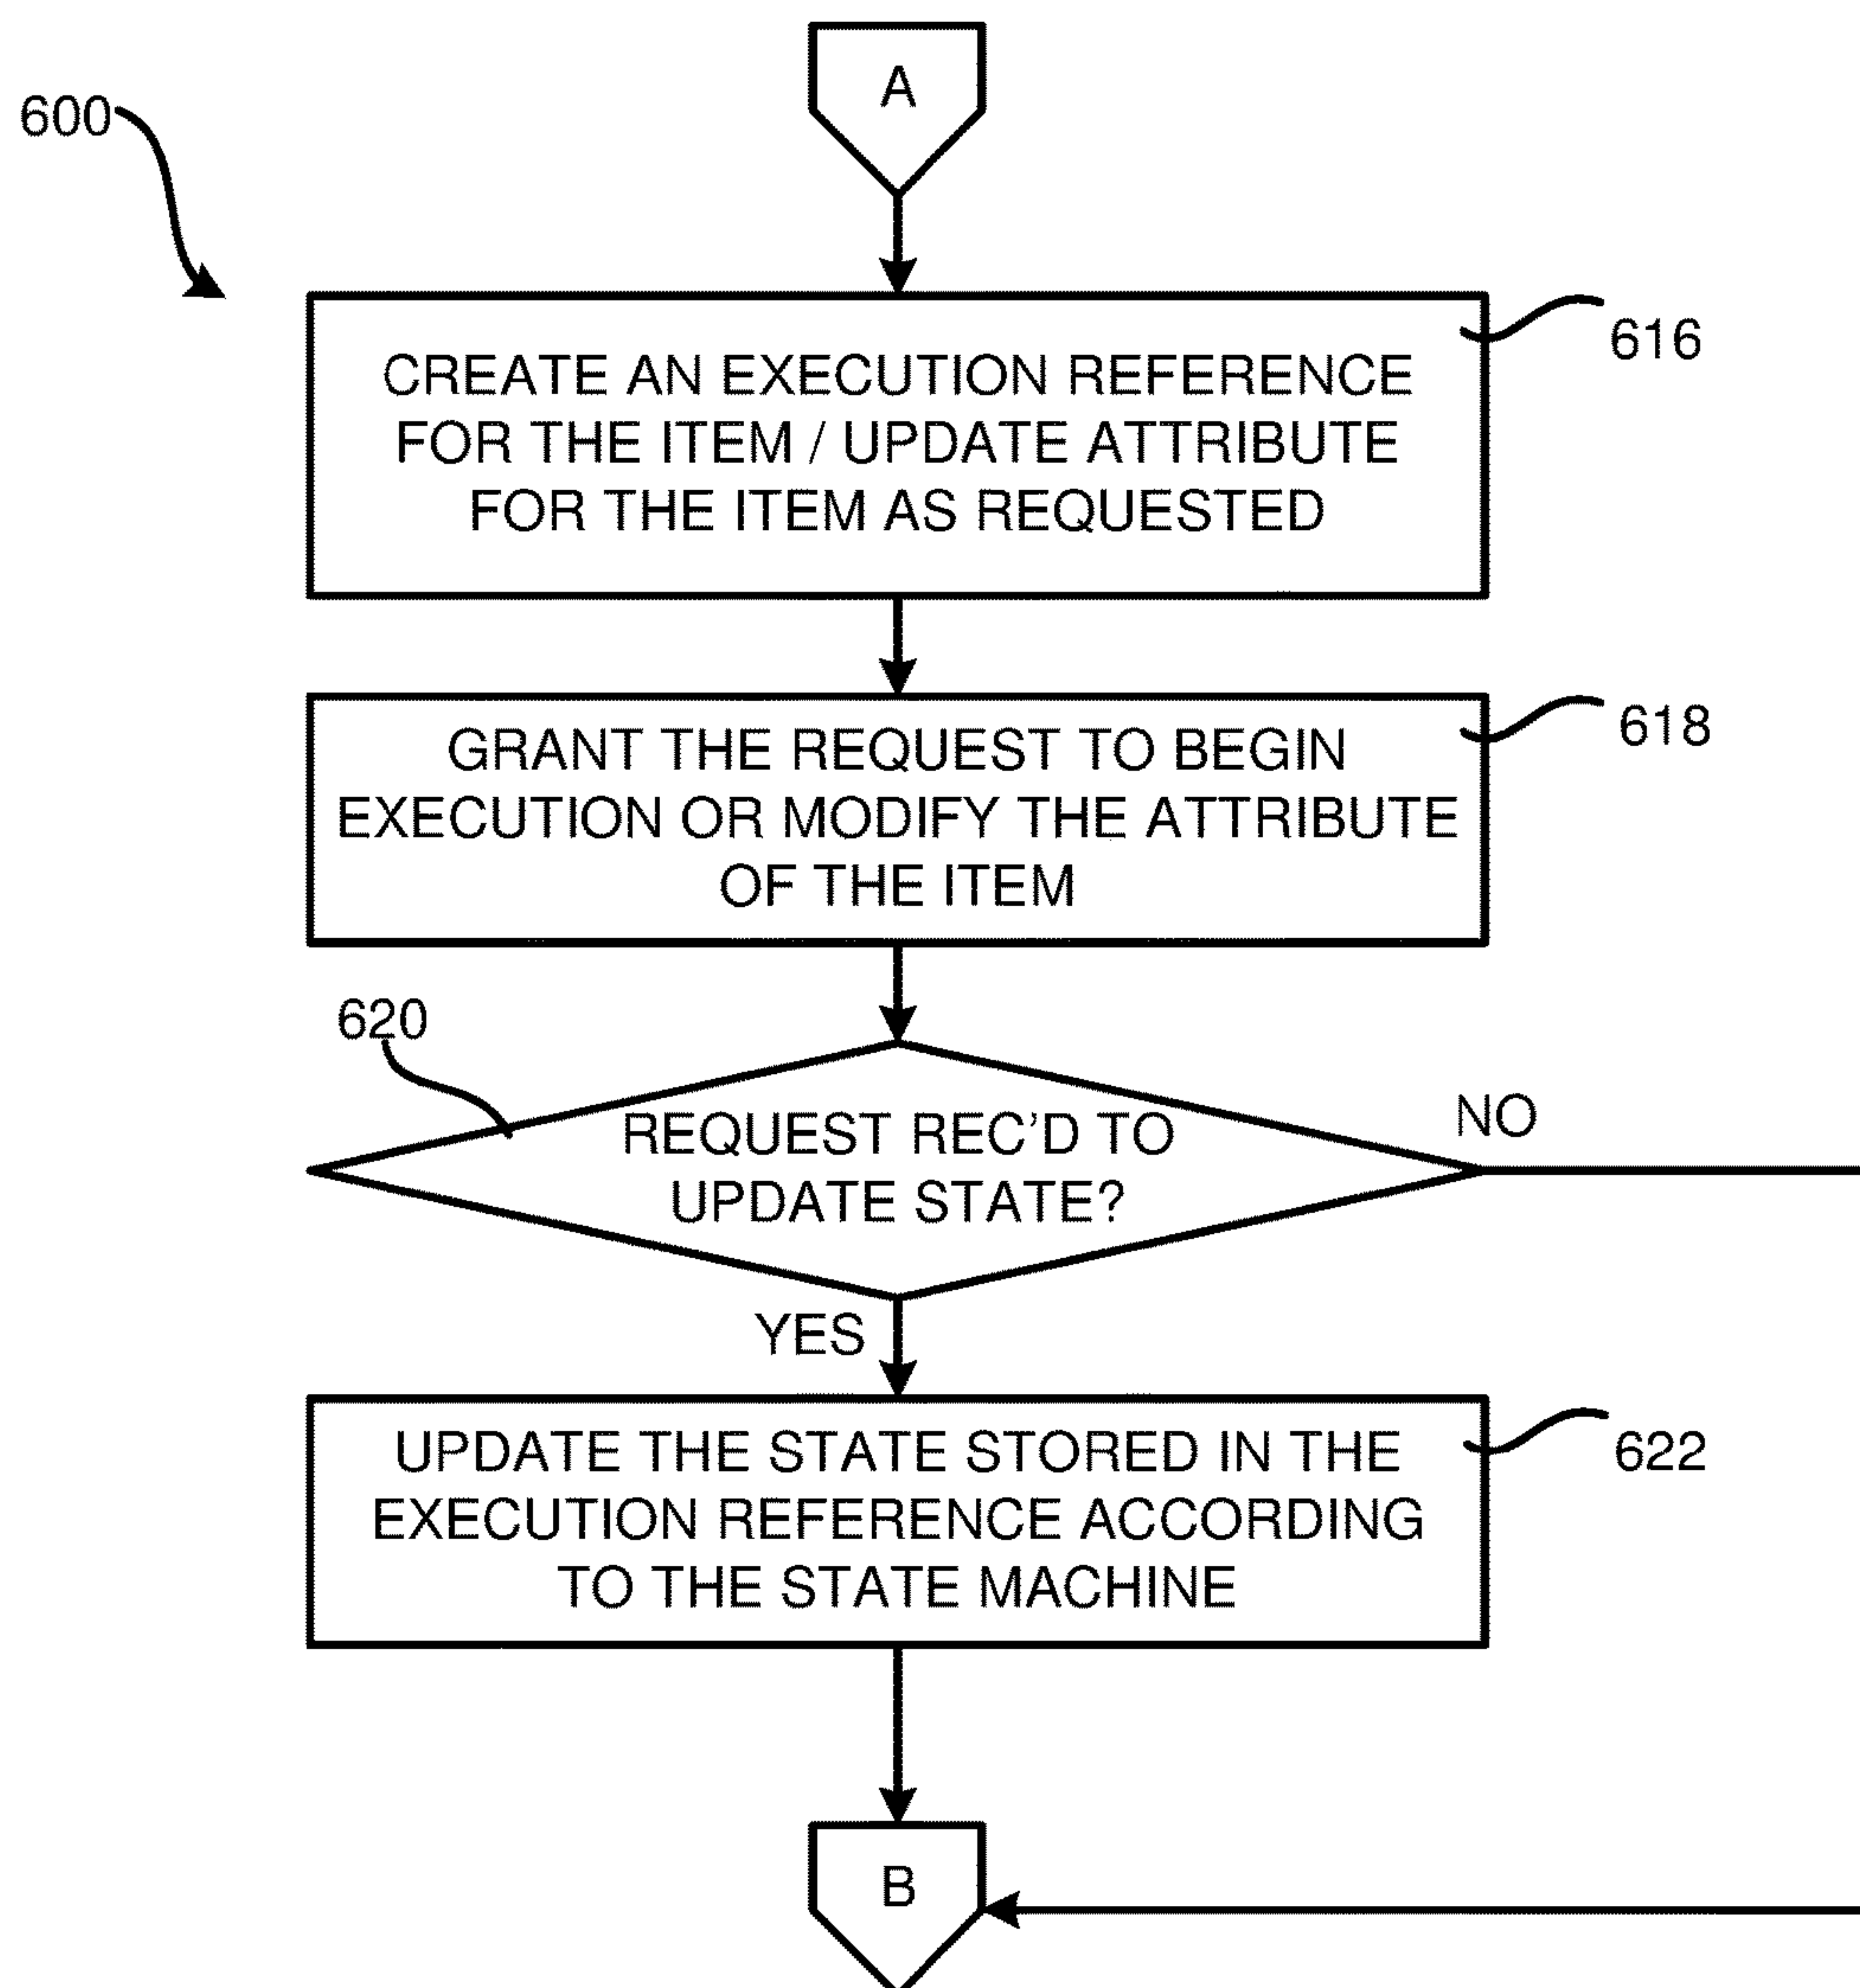 A
600
616
CREATE AN EXECUTION REFERENCE
FOR THE ITEM / UPDATE ATTRIBUTE
FOR THE ITEM AS REQUESTED
618
GRANT THE REQUEST TO BEGIN
EXECUTION OR MODIFY THE ATTRIBUTE
OF THE ITEM
620
REQUEST REC'D TO
UPDATE STATE?
NO
YES
UPDATE THE STATE STORED IN THE
EXECUTION REFERENCE ACCORDING
TO THE STATE MACHINE
622
B